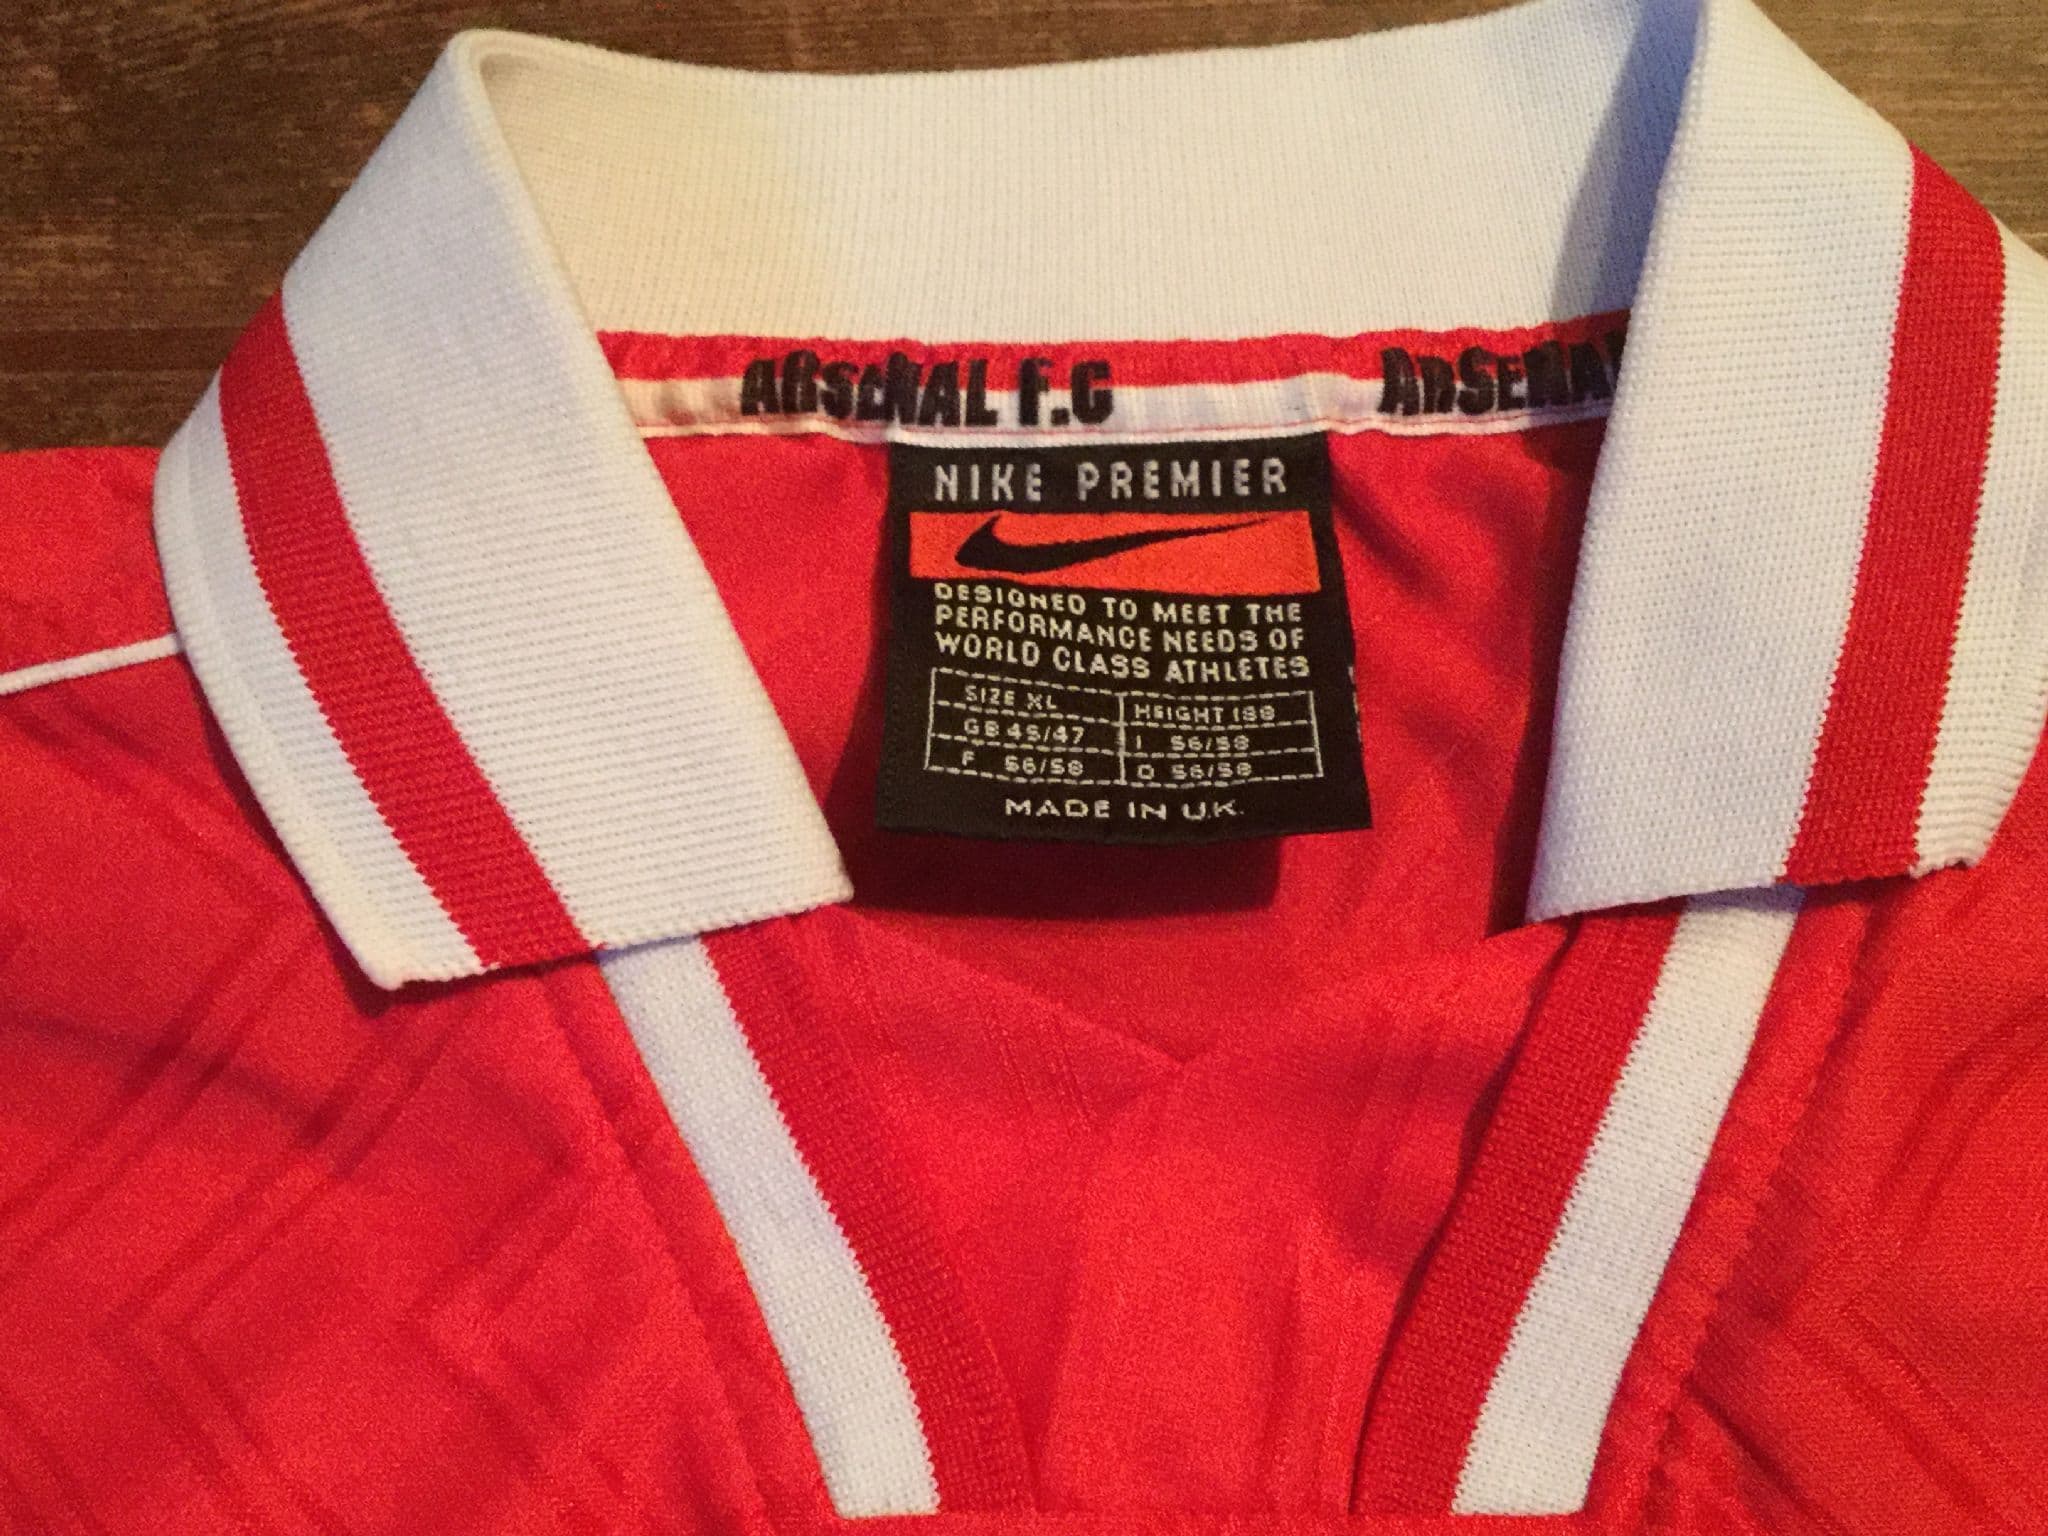 ARSENAL F.C ARSENAL
NIKE PREMIER
DESIGNED TO MEET THE
PERFORMANCE NEEDS OF
WORLD CLASS ATHLETES
SIZE XL HEIGHT 188
GB 45/47 I 56/58
F 56/58 D 56/58
MADE IN U.K.